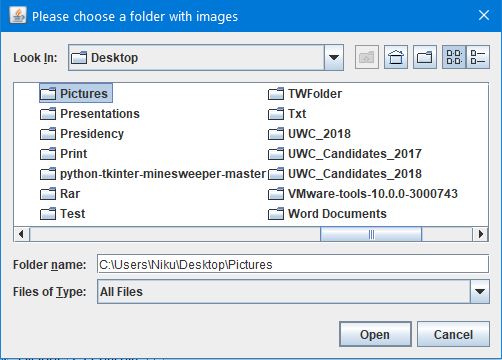 Please choose a folder with images
Look In: Desktop
Pictures
Presentations
Presidency
Print
python-tkinter-minesweeper-master
Rar
Test
TWFolder
Txt
UWC_2018
UWC_Candidates_2017
UWC_Candidates_2018
VMware-tools-10.0.0-3000743
Word Documents
Folder name: C:\Users\Niku\Desktop\Pictures
Files of Type: All Files
Open Cancel